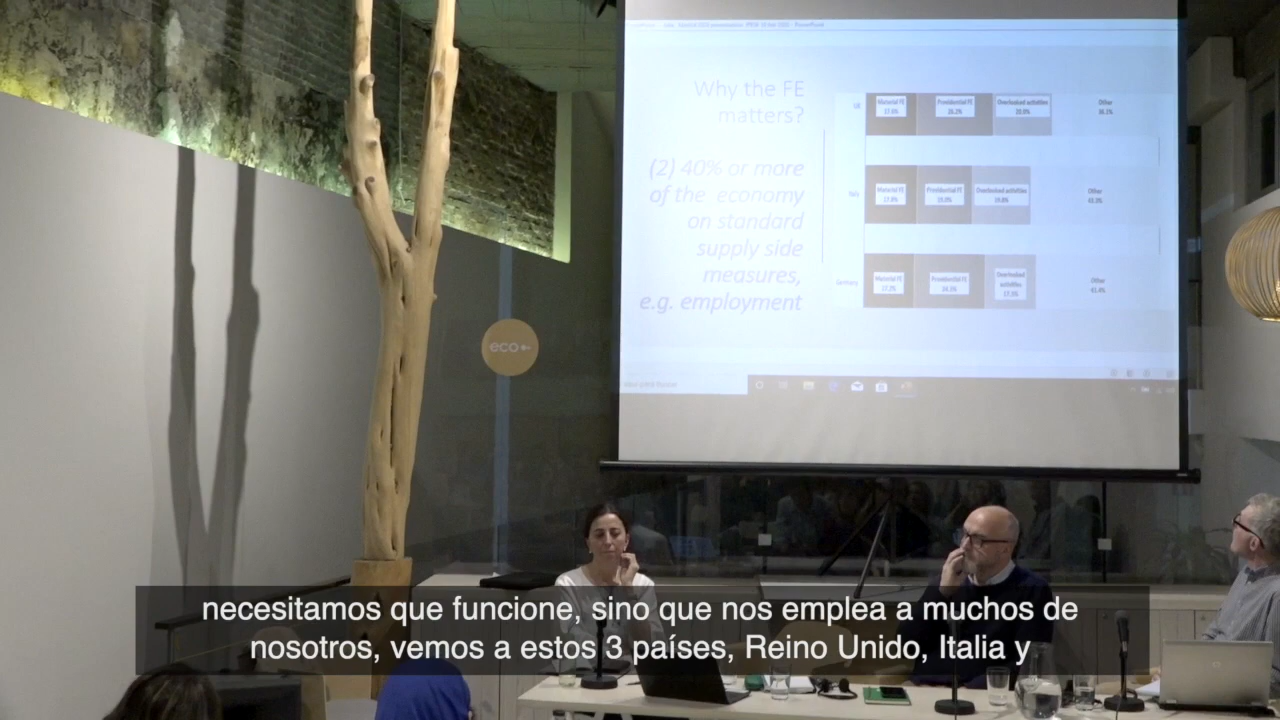 Why the FE
matters?
(2) 40% or more
of the economy
on standard
supply side
measures,
e.g. employment
UK
Material FE
Providential FE
Overlooked activities
Other
Italy
Material FE
Providential FE
Overlooked activities
Other
Germany
Material FE
Providential FE
Overlooked
activities
Other
eco
necesitamos que funcione, sino que nos emplea a muchos de
nosotros, vemos a estos 3 países, Reino Unido, Italia y